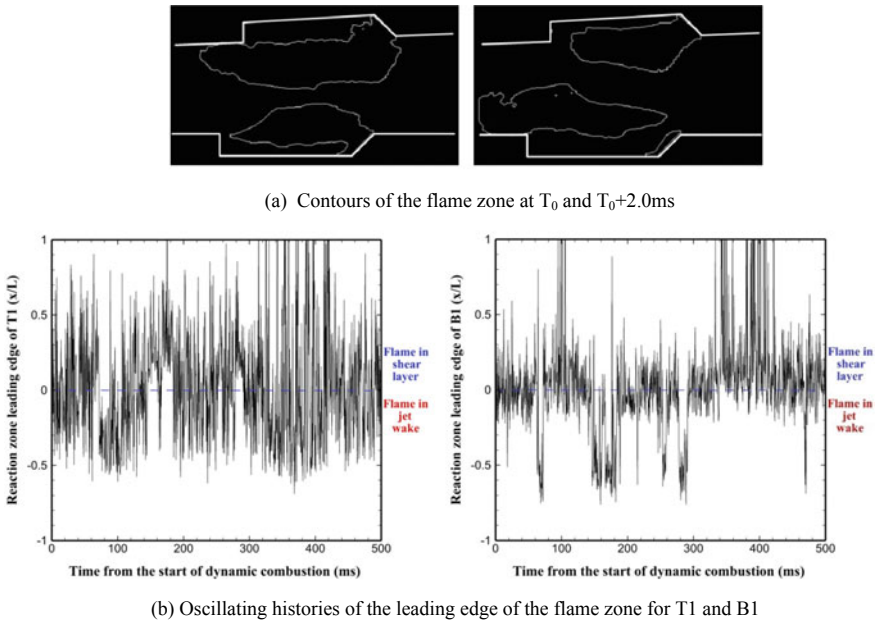 (a) Contours of the flame zone at T0 and T0+2.0ms
Reaction zone leading edge of T1 (x/L)
1
0.5
0
-0.5
-1
0 100 200 300 400 500
Time from the start of dynamic combustion (ms)
Flame in
shear
layer
Flame in
jet
wake
Reaction zone leading edge of B1 (x/L)
1
0.5
0
-0.5
-1
0 100 200 300 400 500
Time from the start of dynamic combustion (ms)
Flame in
shear
layer
Flame in
jet
wake
(b) Oscillating histories of the leading edge of the flame zone for T1 and B1